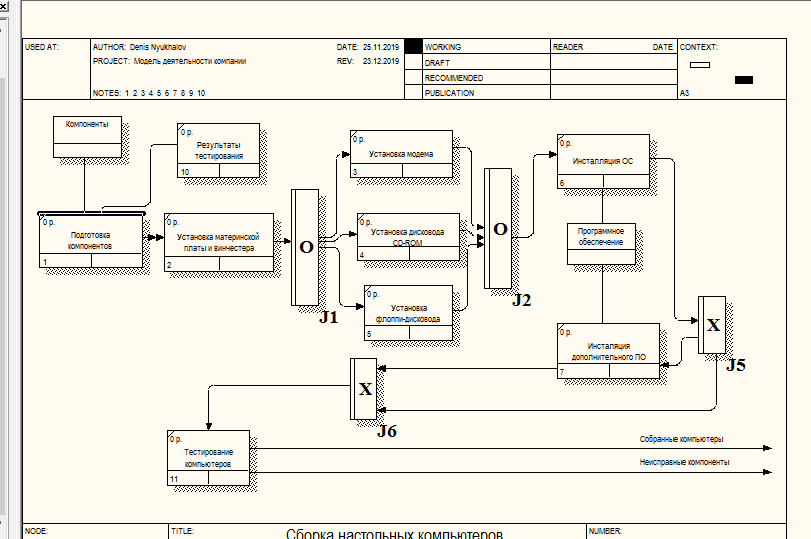 USED AT:
AUTHOR: Denis Nyukhalov
DATE: 25.11.2019
PROJECT: Модель деятельности компании
REV: 23.12.2019
NOTES: 1 2 3 4 5 6 7 8 9 10
WORKING
DRAFT
RECOMMENDED
PUBLICATION
READER
DATE
CONTEXT:
A3
Компоненты
0 р.
Результаты
тестирования
10
0 р.
Установка модема
3
0 р.
Инсталляция ОС
6
0 р.
Подготовка
компонентов
1
0 р.
Установка материнской
платы и винчестера
2
O
J1
0 р.
Установка дисковода
CD-ROM
4
O
J2
Программное
обеспечение
0 р.
Установка
флоппи-дисковода
5
0 р.
Инсталяция
дополнительного ПО
7
X
J5
X
J6
0 р.
Тестирование
компьютеров
11
Собранные компьютеры
Неисправные компоненты
NODE:
TITLE:
Сборка настольных компьютеров
NUMBER: